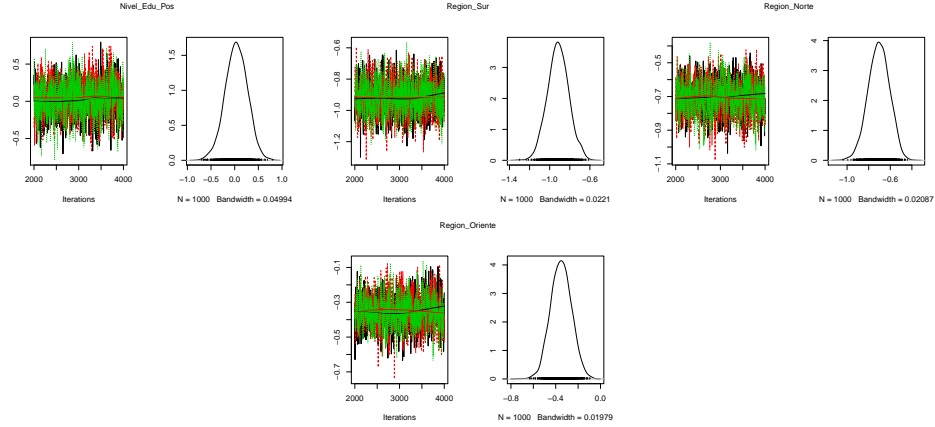 Nivel_Edu_Pos
Region_Sur
Region_Norte
−0.5 0.0 0.5
2000 3000 4000
Iterations
0.0 0.5 1.0 1.5
−1.0 −0.5 0.0 0.5 1.0
N = 1000 Bandwidth = 0.04994
−1.2 −1.0 −0.8 −0.6
2000 3000 4000
Iterations
0 1 2 3
−1.4 −1.0 −0.6
N = 1000 Bandwidth = 0.0221
−1.1 −0.9 −0.7 −0.5
2000 3000 4000
Iterations
0 1 2 3 4
−1.0 −0.6
N = 1000 Bandwidth = 0.02087
Region_Oriente
−0.7 −0.5 −0.3 −0.1
2000 3000 4000
Iterations
0 1 2 3 4
−0.8 −0.4 0.0
N = 1000 Bandwidth = 0.01979